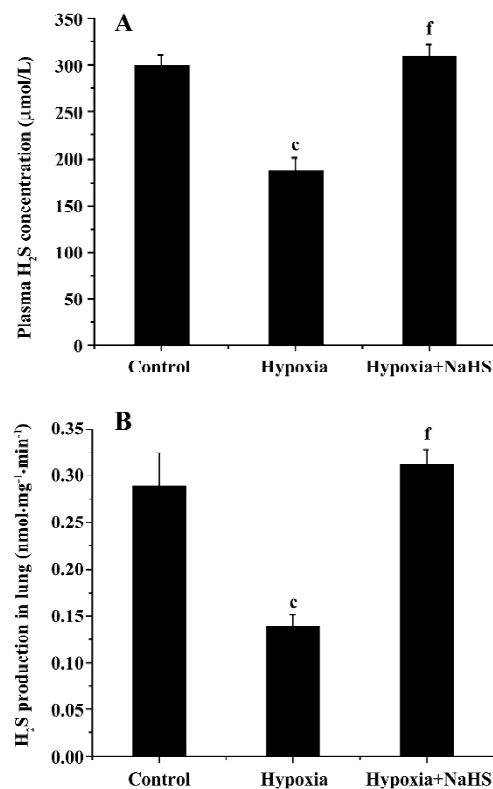 A
Plasma H₂S concentration (μmol/L)
350
300
250
200
150
100
50
0
c
f
Control Hypoxia Hypoxia+NaHS
B
H₂S production in lung (nmol·mg⁻¹·min⁻¹)
0.35
0.30
0.25
0.20
0.15
0.10
0.05
0.00
c
f
Control Hypoxia Hypoxia+NaHS